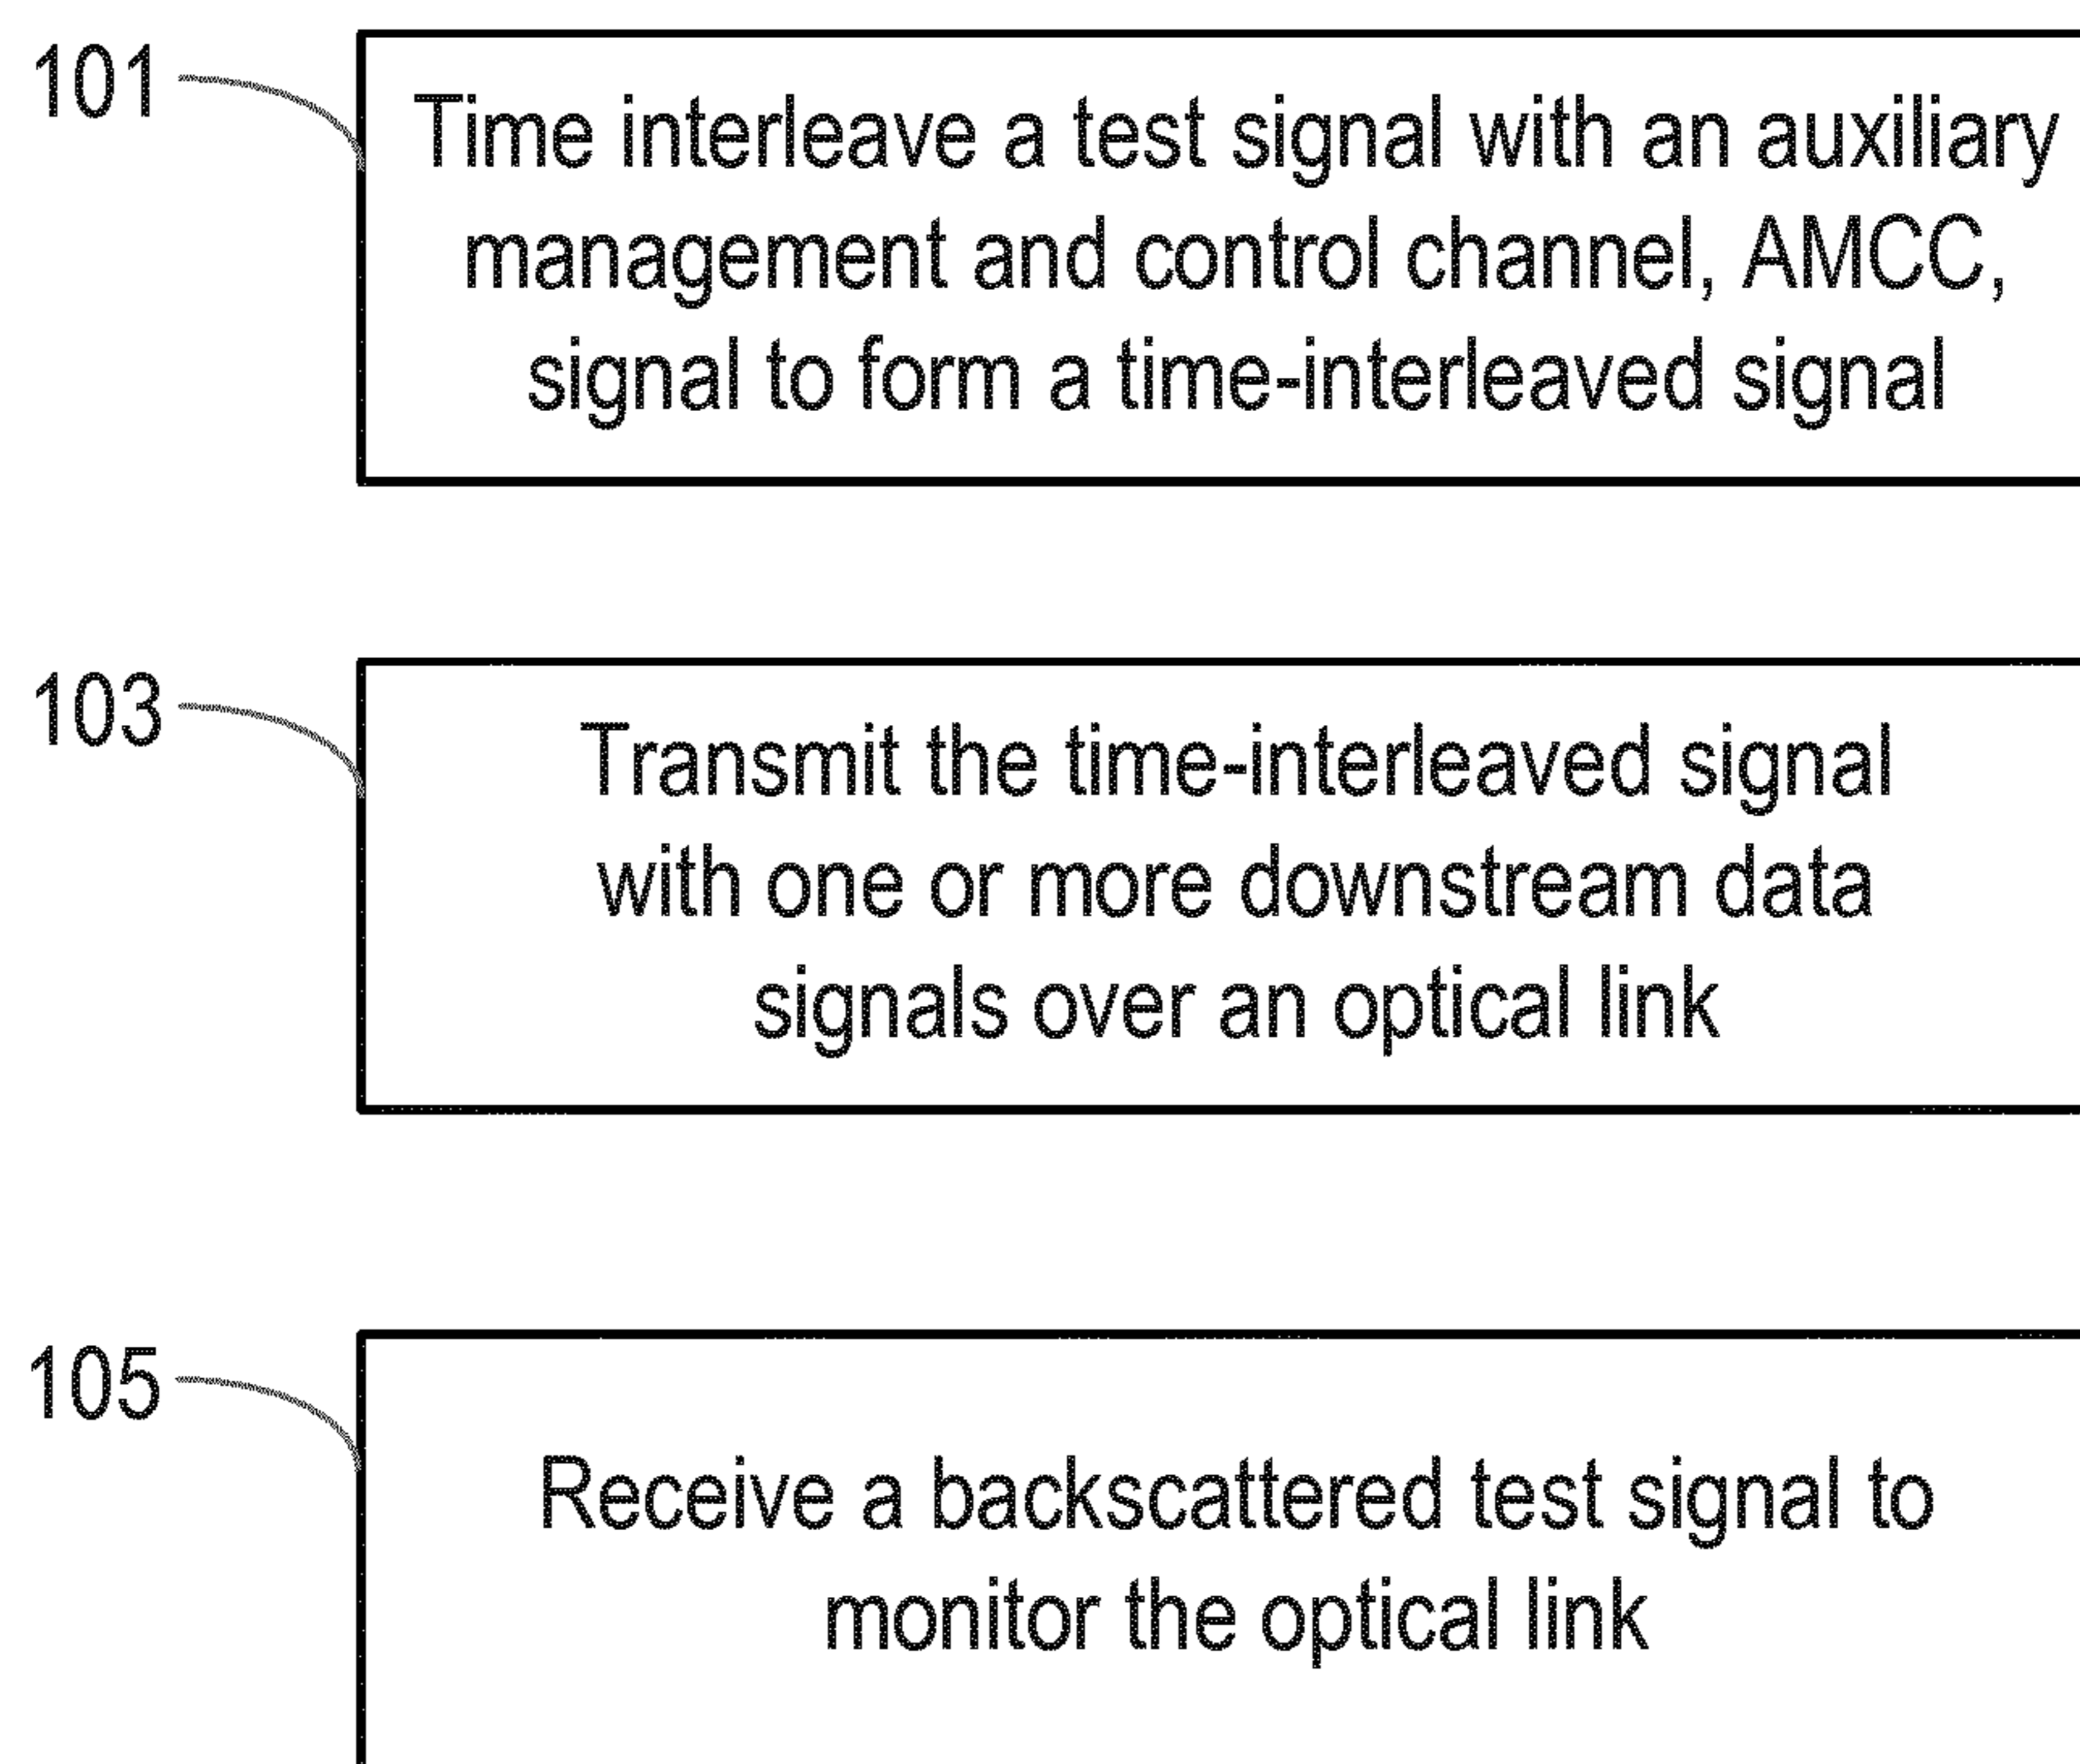 101
Time interleave a test signal with an auxiliary
management and control channel, AMCC,
signal to form a time-interleaved signal
103
Transmit the time-interleaved signal
with one or more downstream data
signals over an optical link
105
Receive a backscattered test signal to
monitor the optical link